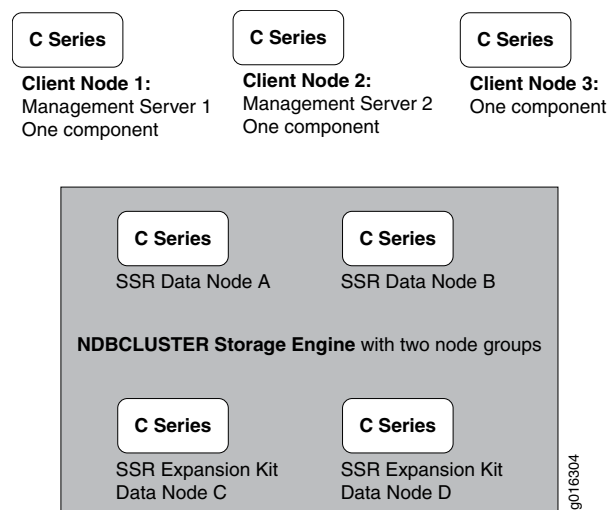 C Series
Client Node 1:
Management Server 1
One component
C Series
Client Node 2:
Management Server 2
One component
C Series
Client Node 3:
One component
C Series
SSR Data Node A
C Series
SSR Data Node B
NDBCLUSTER Storage Engine with two node groups
C Series
SSR Expansion Kit
Data Node C
C Series
SSR Expansion Kit
Data Node D
g016304